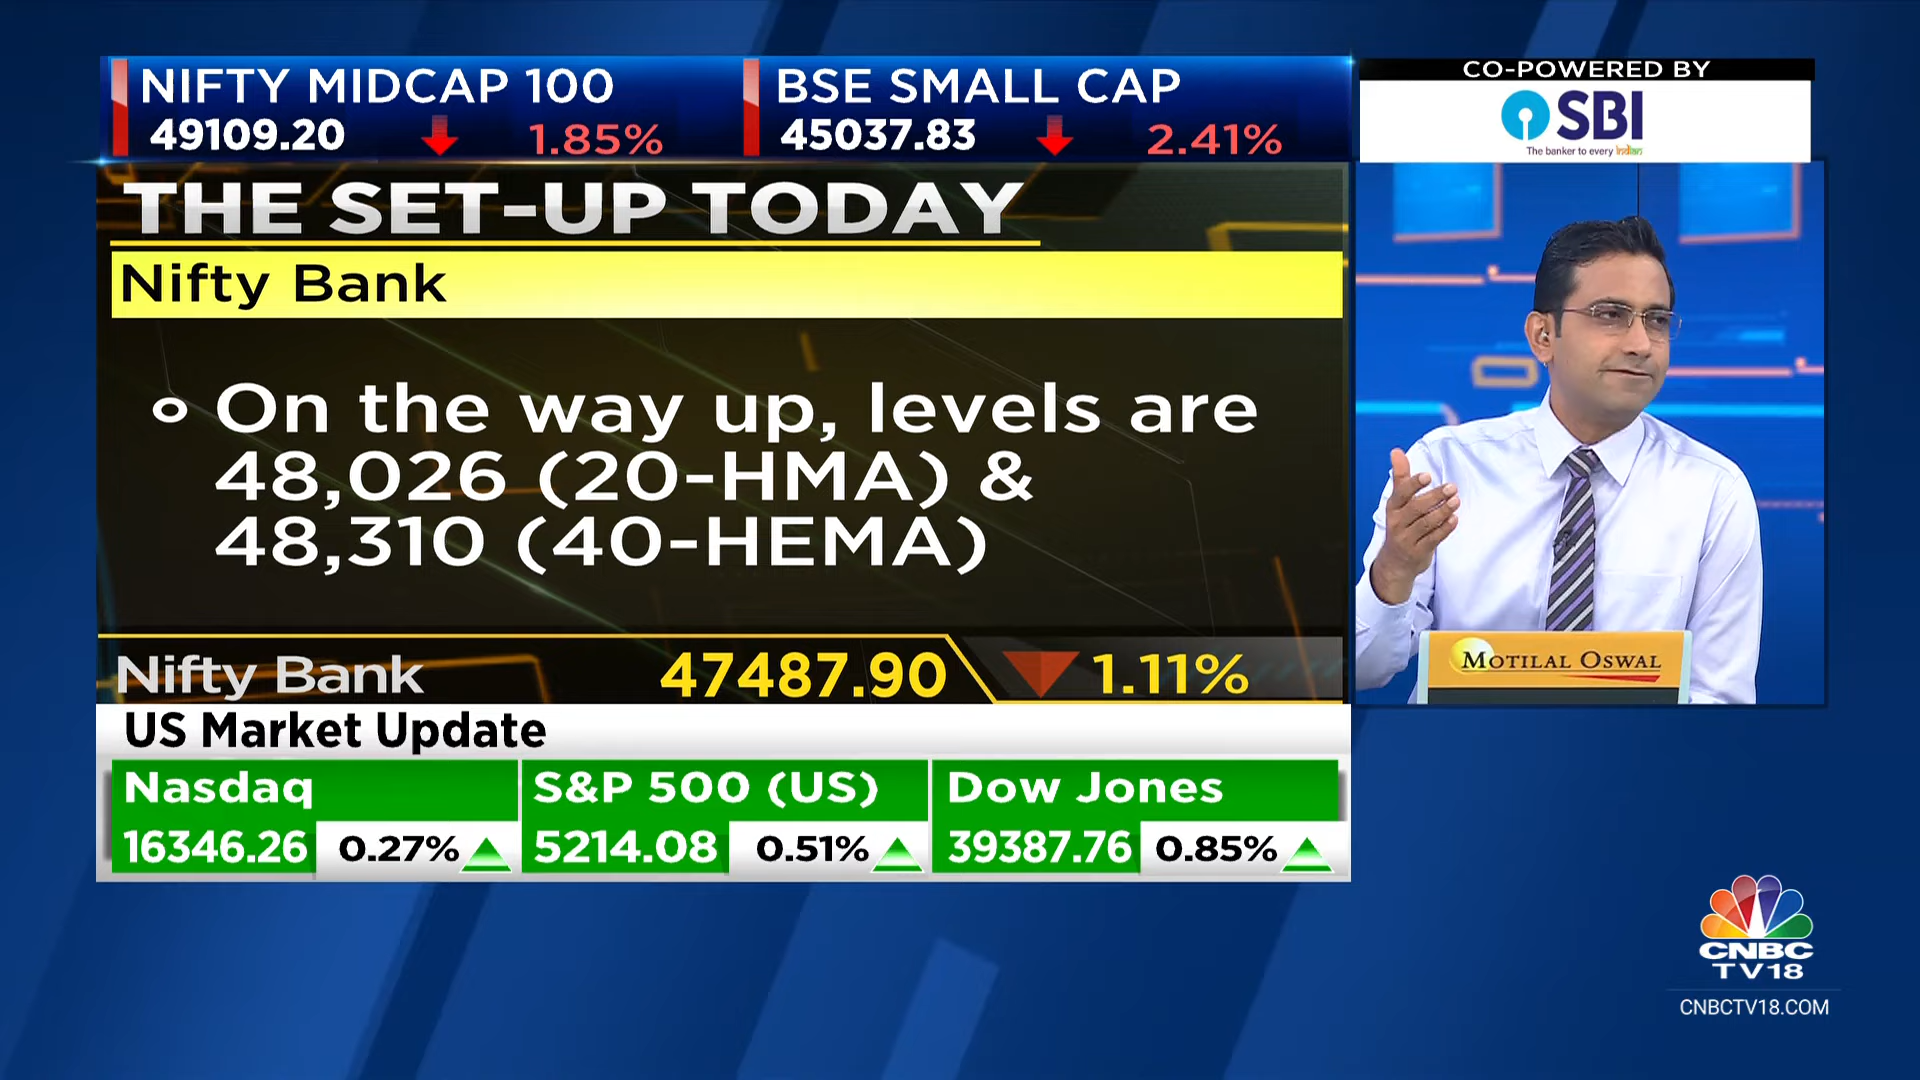 NIFTY MIDCAP 100
49109.20 1.85%
BSE SMALL CAP
45037.83 2.41%
CO-POWERED BY
SBI
The banker to every Indian
THE SET-UP TODAY
Nifty Bank
On the way up, levels are
48,026 (20-HMA) &
48,310 (40-HEMA)
Nifty Bank 47487.90 1.11%
MOTILAL OSWAL
US Market Update
Nasdaq
16346.26 0.27%
S&P 500 (US)
5214.08 0.51%
Dow Jones
39387.76 0.85%
CNBC
TV18
CNBCTV18.COM